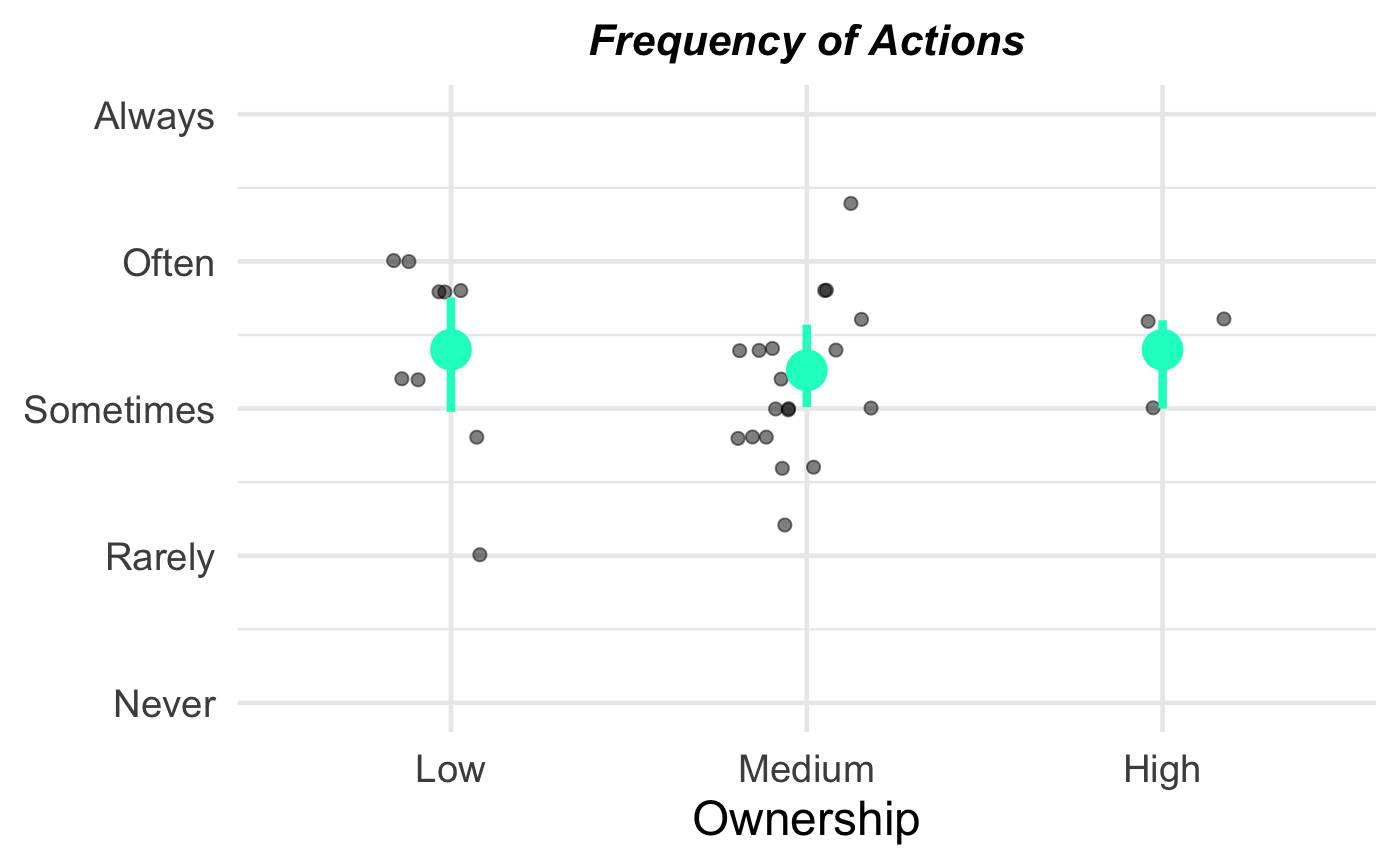 Frequency of Actions
Always
Often
Sometimes
Rarely
Never
Low Medium High
Ownership